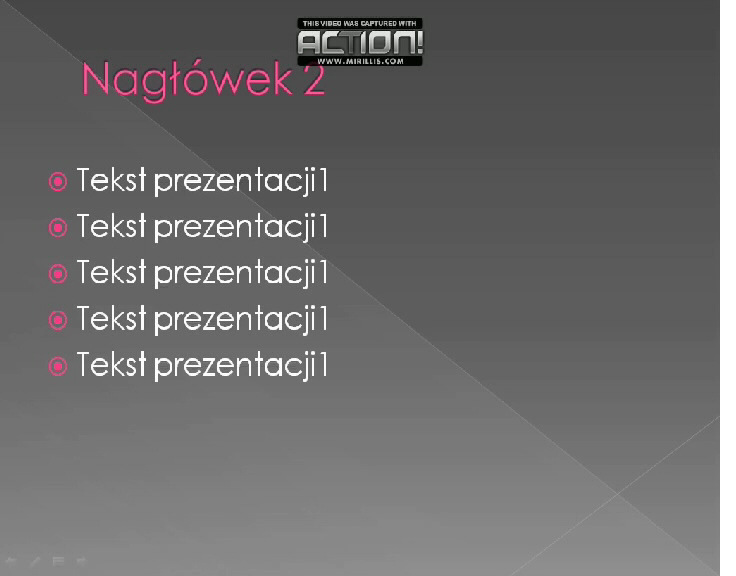 THIS VIDEO WAS CAPTURED WITH
ACTION!
WWW.MIRILLIS.COM
Nagłówek 2
Tekst prezentacji1
Tekst prezentacji1
Tekst prezentacji1
Tekst prezentacji1
Tekst prezentacji1